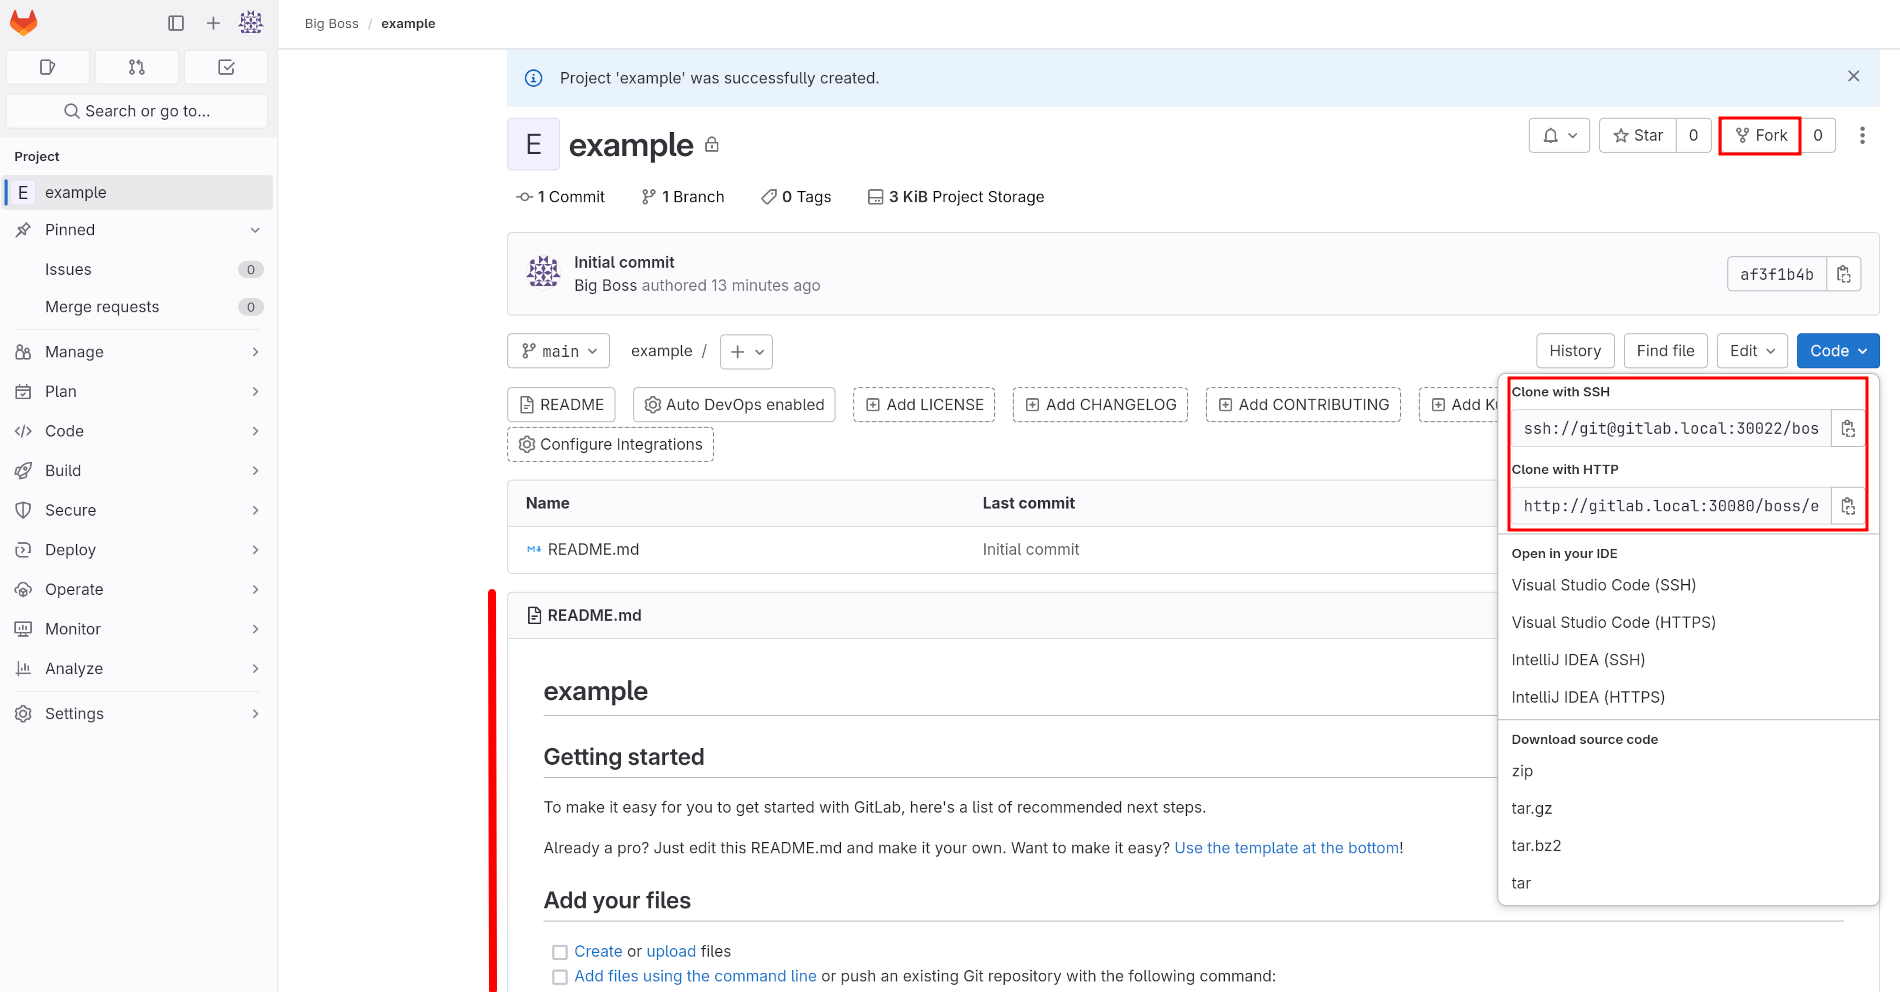 Big Boss / example
Search or go to...
Project
E example
Pinned
Issues 0
Merge requests 0
Manage
Plan
Code
Build
Secure
Deploy
Operate
Monitor
Analyze
Settings
Project 'example' was successfully created.
E example
Star 0 Fork 0
1 Commit 1 Branch 0 Tags 3 KiB Project Storage
Initial commit
Big Boss authored 13 minutes ago
af3f1b4b
main example / History Find file Edit Code
README Auto DevOps enabled Add LICENSE Add CHANGELOG Add CONTRIBUTING Add K
Configure Integrations
Name Last commit
README.md Initial commit
README.md
example
Getting started
To make it easy for you to get started with GitLab, here's a list of recommended next steps.
Already a pro? Just edit this README.md and make it your own. Want to make it easy? Use the template at the bottom!
Add your files
Create or upload files
Add files using the command line or push an existing Git repository with the following command:
Clone with SSH
ssh://git@gitlab.local:30022/bos
Clone with HTTP
http://gitlab.local:30080/boss/e
Open in your IDE
Visual Studio Code (SSH)
Visual Studio Code (HTTPS)
IntelliJ IDEA (SSH)
IntelliJ IDEA (HTTPS)
Download source code
zip
tar.gz
tar.bz2
tar